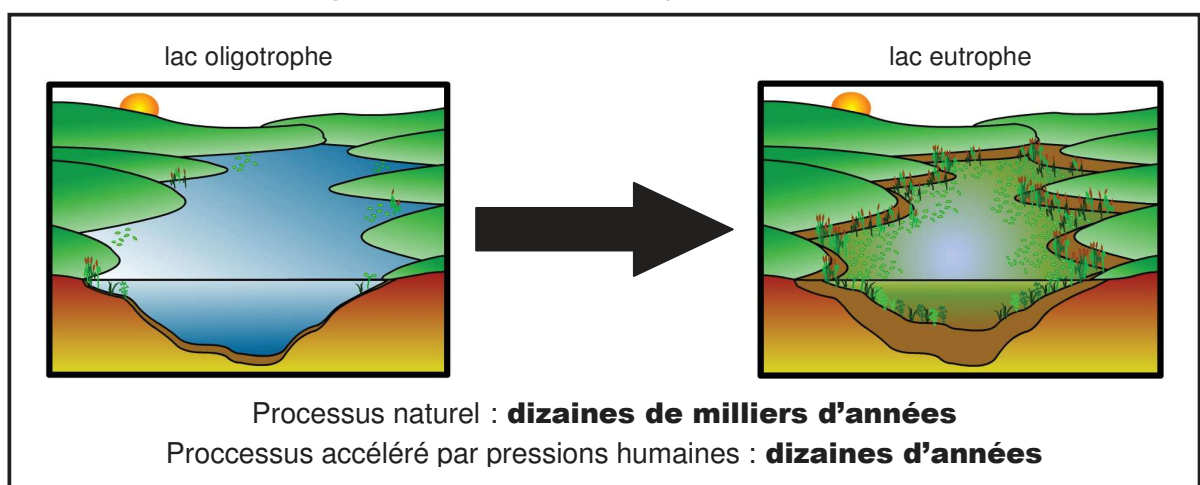 lac oligotrophe
lac eutrophe
Processus naturel : dizaines de milliers d'années
Proccessus accéléré par pressions humaines : dizaines d'années